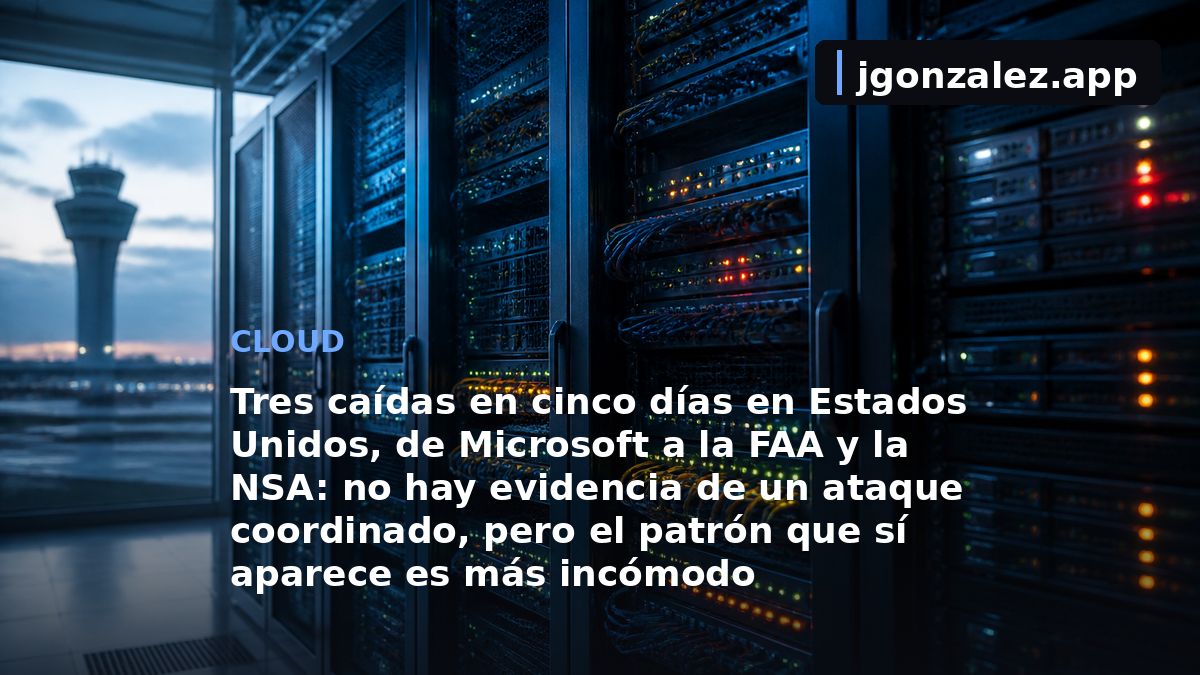 jgonzalez.app
CLOUD
Tres caídas en cinco días en Estados
Unidos, de Microsoft a la FAA y la
NSA: no hay evidencia de un ataque
coordinado, pero el patrón que sí
aparece es más incómodo